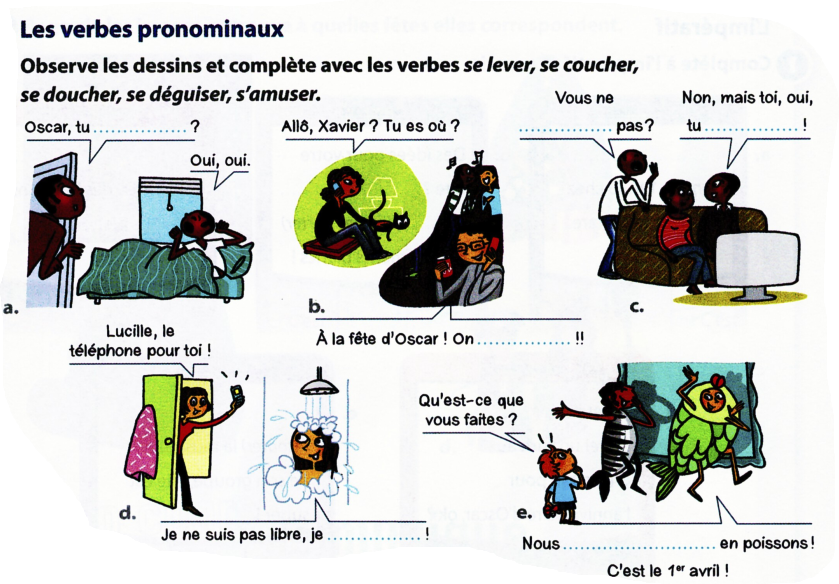 Les verbes pronominaux
Observe les dessins et complète avec les verbes se lever, se coucher,
se doucher, se déguiser, s'amuser.
Oscar, tu ............... ?
Oui, oui.
a.
Allô, Xavier ? Tu es où ?
b.
À la fête d'Oscar ! On ............... !!
Vous ne
............... pas ?
Non, mais toi, oui,
tu ............... !
c.
Lucille, le
téléphone pour toi !
d.
Je ne suis pas libre, je ............... !
Qu'est-ce que
vous faites ?
e.
Nous ............... en poissons !
C'est le 1er avril !